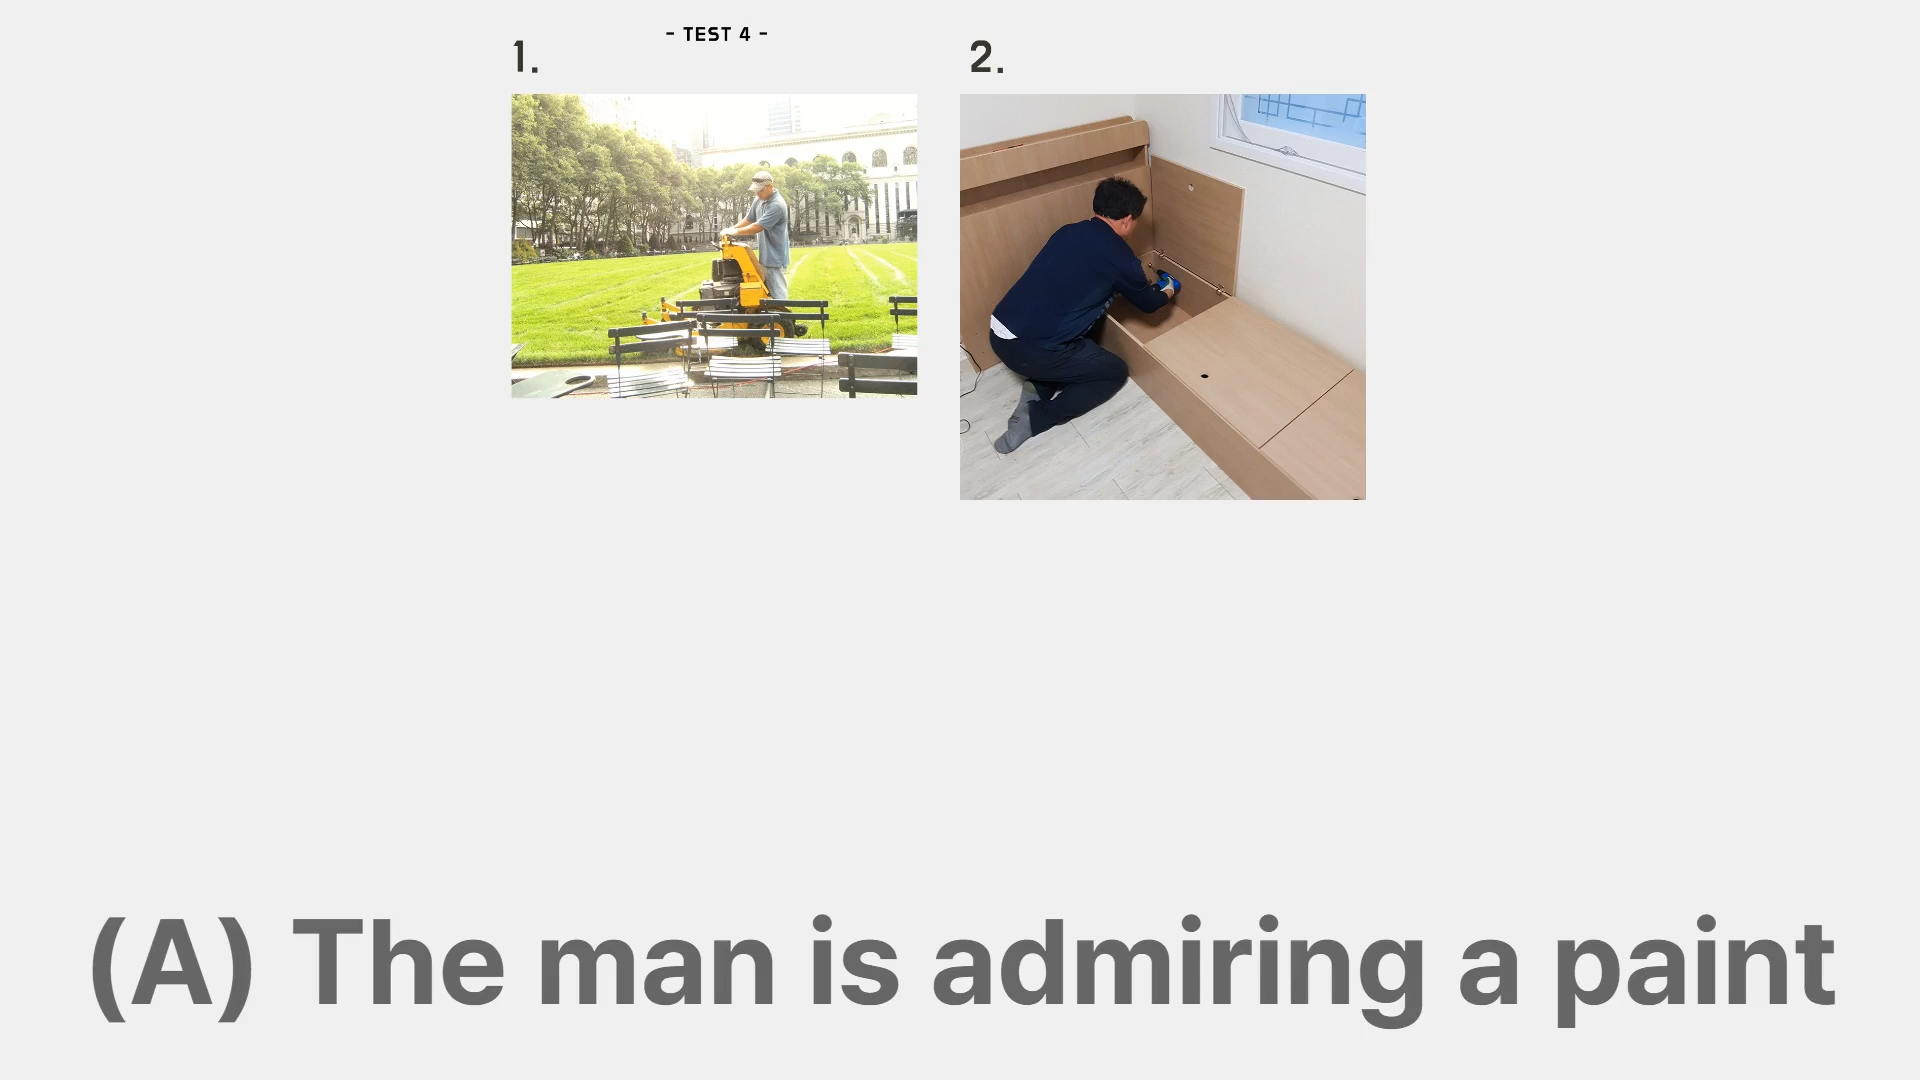 - TEST 4 -
1.
2.
(A) The man is admiring a paint